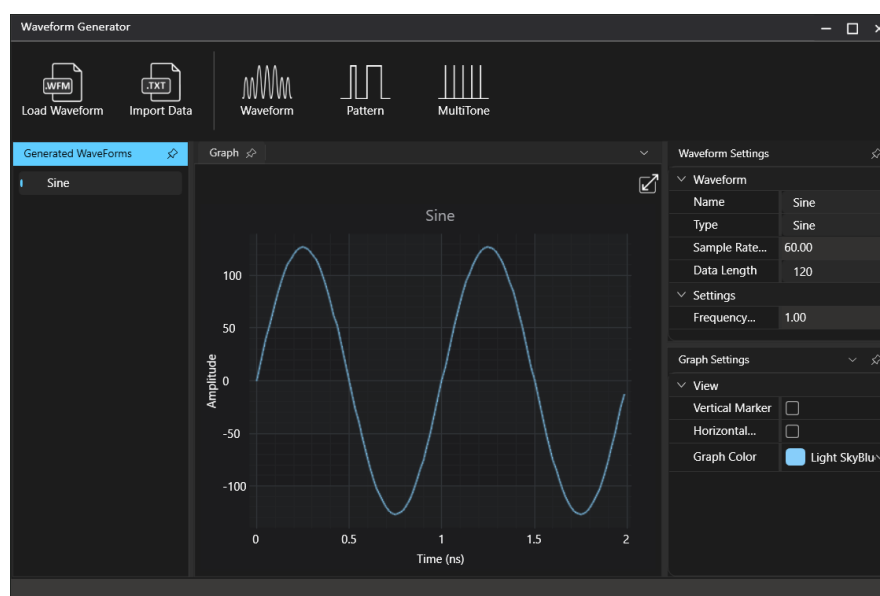 Waveform Generator
.WFM
.TXT
Load Waveform
Import Data
Waveform
Pattern
MultiTone
Generated WaveForms
Sine
Graph
Sine
100
50
0
-50
-100
Amplitude
0
0.5
1
1.5
2
Time (ns)
Waveform Settings
Waveform
Name Sine
Type Sine
Sample Rate... 60.00
Data Length 120
Settings
Frequency... 1.00
Graph Settings
View
Vertical Marker
Horizontal...
Graph Color Light SkyBlu